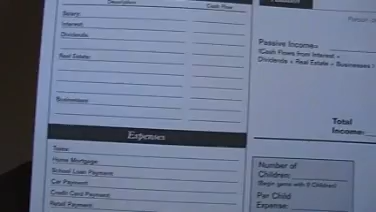 Description Cash Flow
Salary:
Interest:
Dividends:
Real Estate:
Businesses:
Expenses
Taxes:
Home Mortgage:
School Loan Payment:
Car Payment:
Credit Card Payment:
Retail Payment:
Passive Income=
(Cash Flows from Interest +
Dividends + Real Estate + Businesses)
Total
Income:
Number of
Children:
(Begin game with 0 Children)
Per Child
Expense: